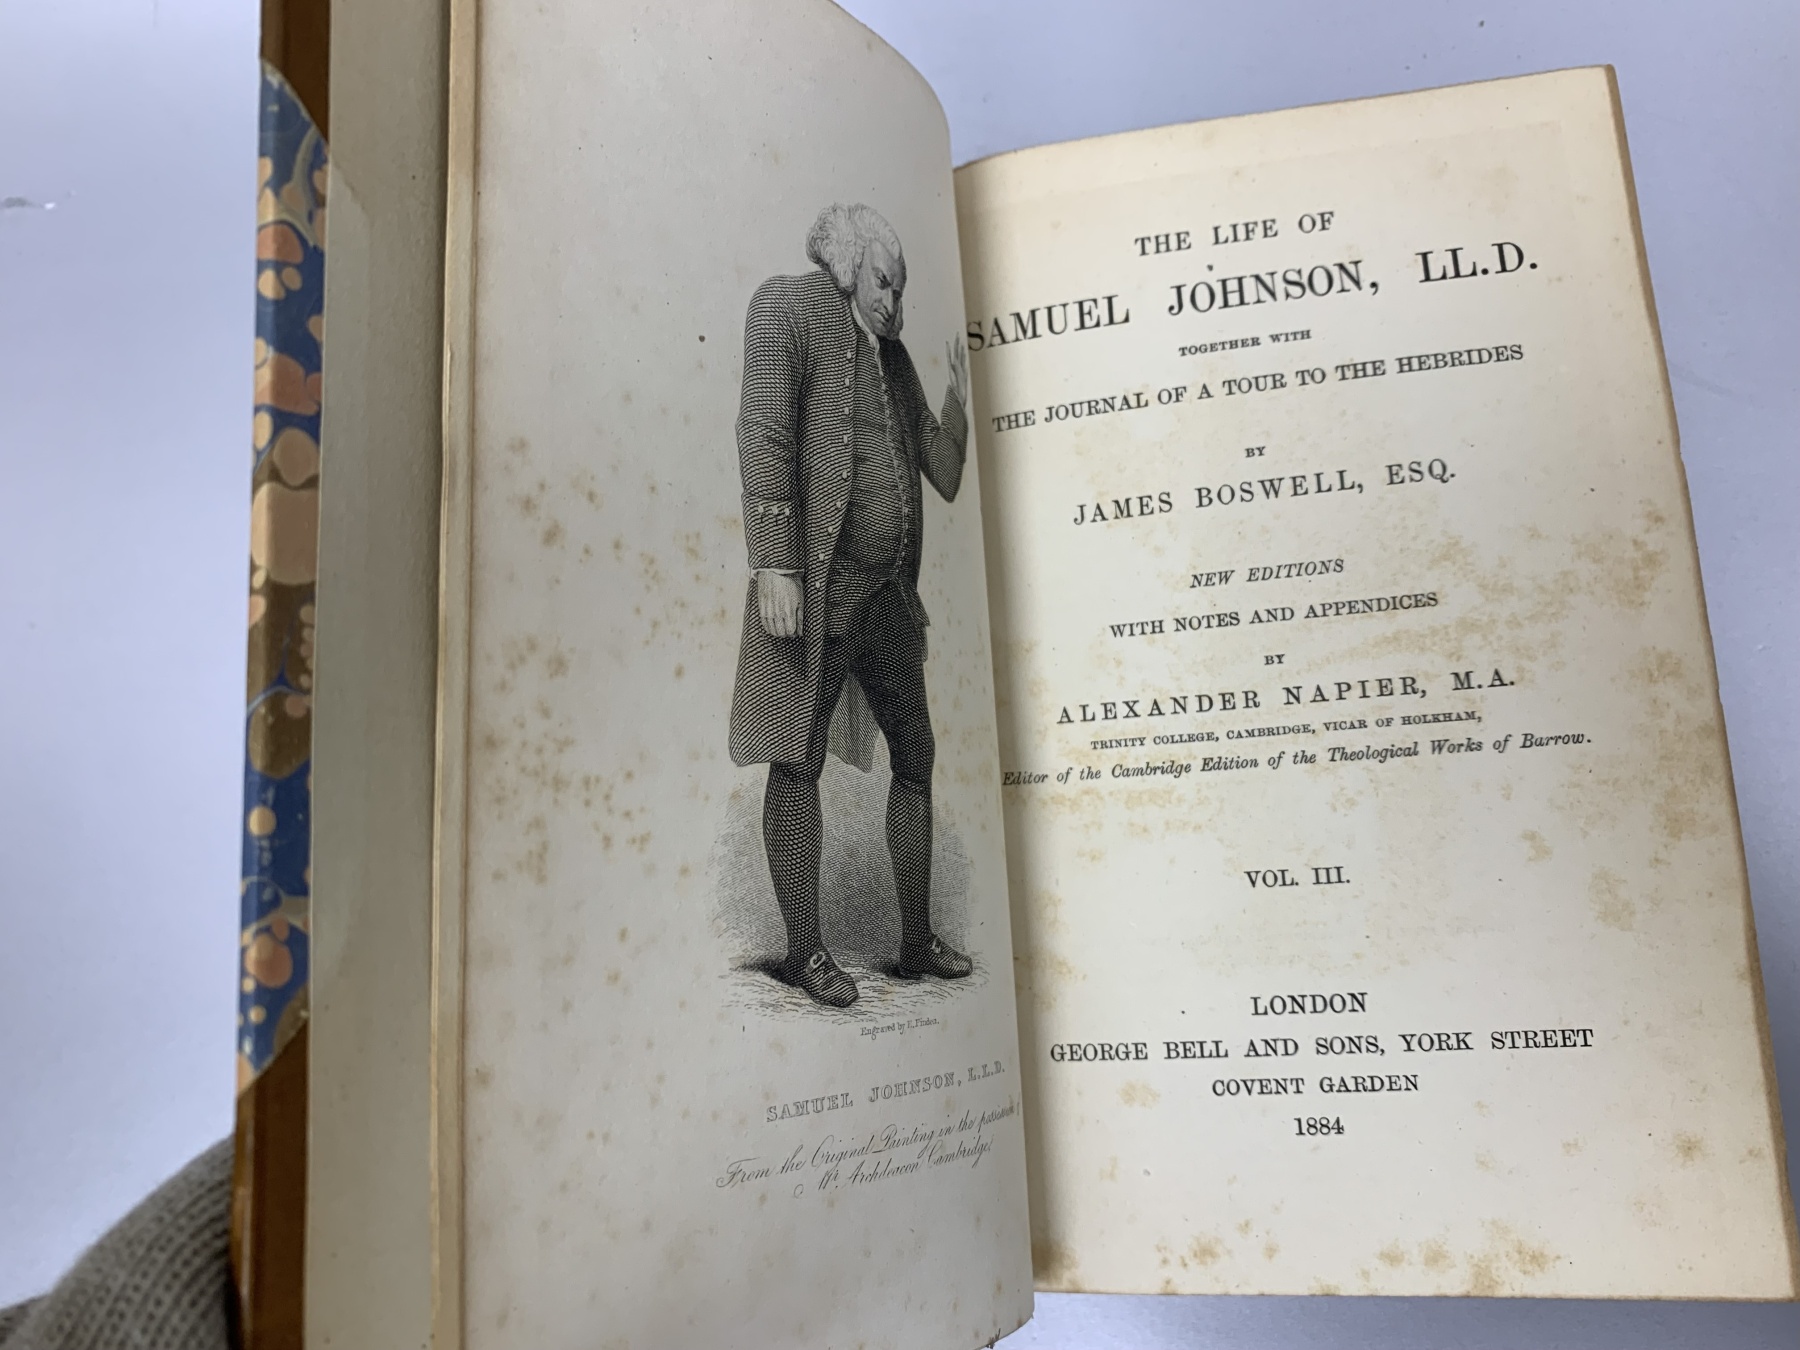 Engraved by E. Finden.
SAMUEL JOHNSON, L.L.D.
From the Original Painting in the possession of
Mr. Archdeacon Cambridge.
THE LIFE OF
SAMUEL JOHNSON, LL.D.
TOGETHER WITH
THE JOURNAL OF A TOUR TO THE HEBRIDES
BY
JAMES BOSWELL, ESQ.
NEW EDITIONS
WITH NOTES AND APPENDICES
BY
ALEXANDER NAPIER, M.A.
TRINITY COLLEGE, CAMBRIDGE, VICAR OF HOLKHAM,
Editor of the Cambridge Edition of the Theological Works of Barrow.
VOL. III.
LONDON
GEORGE BELL AND SONS, YORK STREET
COVENT GARDEN
1884